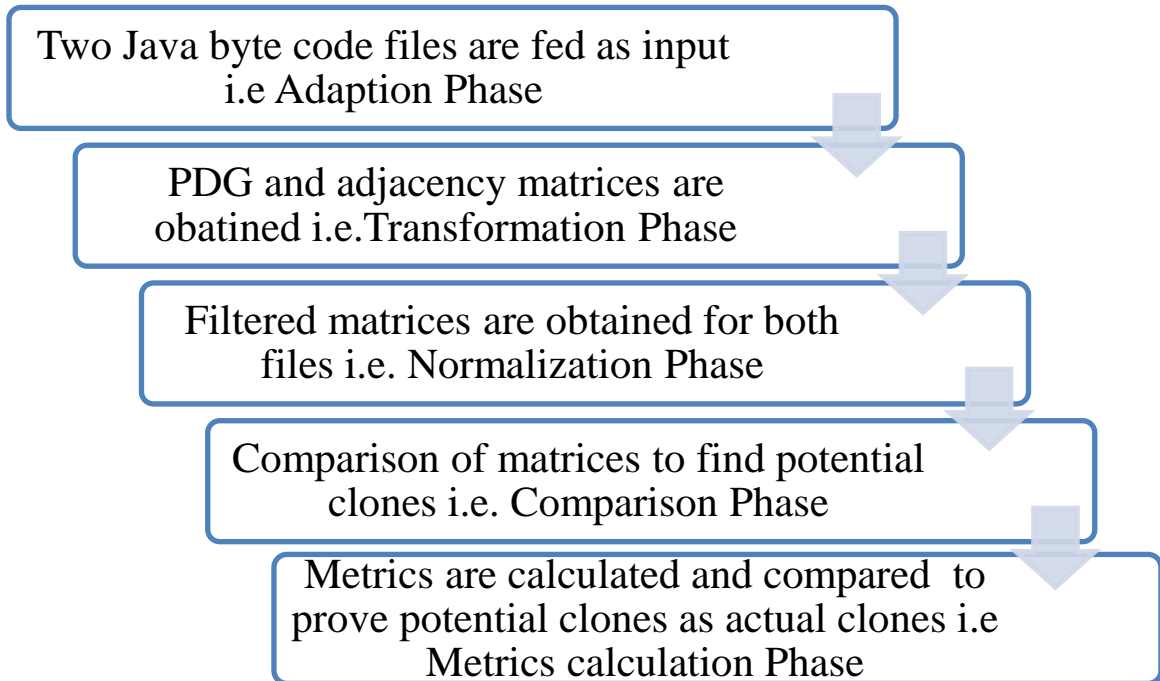 Two Java byte code files are fed as input
i.e Adaption Phase
PDG and adjacency matrices are
obatined i.e.Transformation Phase
Filtered matrices are obtained for both
files i.e. Normalization Phase
Comparison of matrices to find potential
clones i.e. Comparison Phase
Metrics are calculated and compared to
prove potential clones as actual clones i.e
Metrics calculation Phase